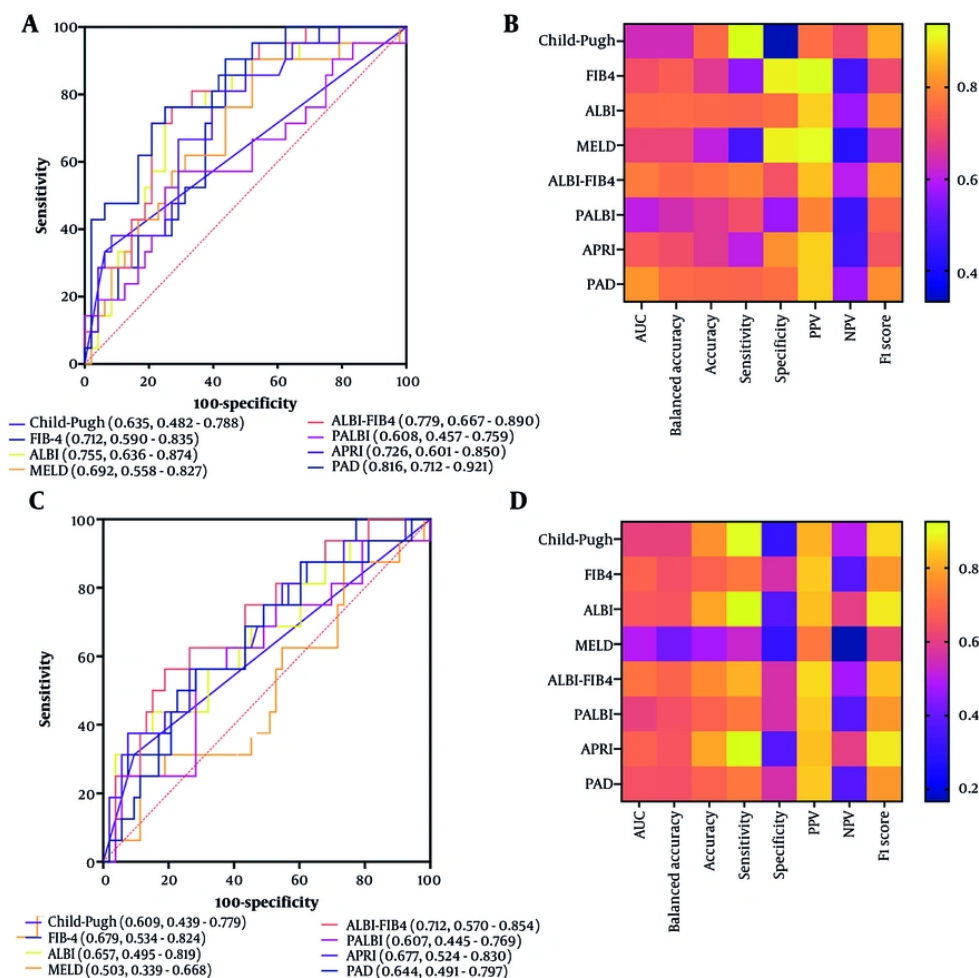 A
100
80
60
40
20
0
Sensitivity
0 20 40 60 80 100
100-specificity
Child-Pugh (0.635, 0.482 - 0.788)
FIB-4 (0.712, 0.590 - 0.835)
ALBI (0.755, 0.636 - 0.874)
MELD (0.692, 0.558 - 0.827)
ALBI-FIB4 (0.779, 0.667 - 0.890)
PALBI (0.608, 0.457 - 0.759)
APRI (0.726, 0.601 - 0.850)
PAD (0.816, 0.712 - 0.921)
B
Child-Pugh
FIB4
ALBI
MELD
ALBI-FIB4
PALBI
APRI
PAD
AUC
Balanced accuracy
Accuracy
Sensitivity
Specificity
PPV
NPV
F1 score
0.8
0.6
0.4
C
100
80
60
40
20
0
Sensitivity
0 20 40 60 80 100
100-specificity
Child-Pugh (0.609, 0.439 - 0.779)
FIB-4 (0.679, 0.534 - 0.824)
ALBI (0.657, 0.495 - 0.819)
MELD (0.503, 0.339 - 0.668)
ALBI-FIB4 (0.712, 0.570 - 0.854)
PALBI (0.607, 0.445 - 0.769)
APRI (0.677, 0.524 - 0.830)
PAD (0.644, 0.491 - 0.797)
D
Child-Pugh
FIB4
ALBI
MELD
ALBI-FIB4
PALBI
APRI
PAD
AUC
Balanced accuracy
Accuracy
Sensitivity
Specificity
PPV
NPV
F1 score
0.8
0.6
0.4
0.2